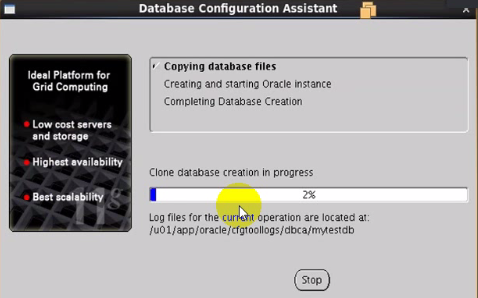 Database Configuration Assistant
Ideal Platform for
Grid Computing
Low cost servers
and storage
Highest availability
Best scalability
Copying database files
Creating and starting Oracle instance
Completing Database Creation
Clone database creation in progress
2%
Log files for the current operation are located at:
/u01/app/oracle/cfgtoollogs/dbca/mytestdb
Stop